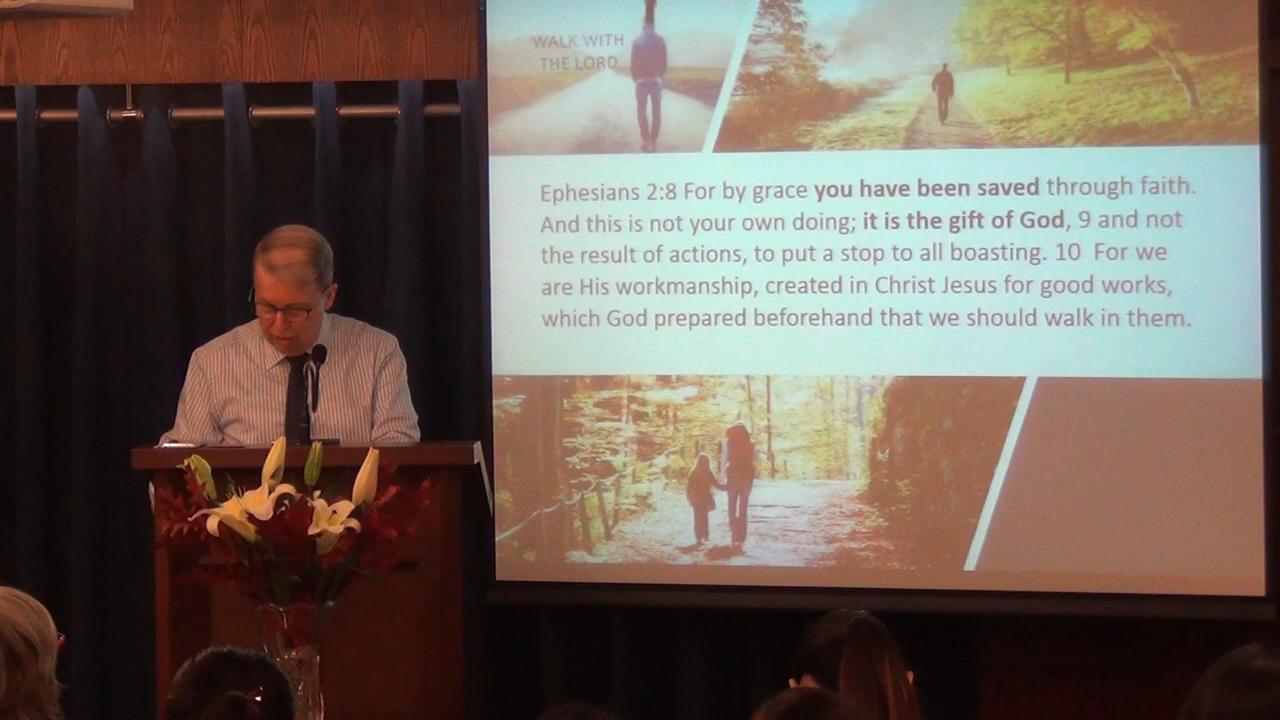 WALK WITH
THE LORD
Ephesians 2:8 For by grace you have been saved through faith.
And this is not your own doing; it is the gift of God, 9 and not
the result of actions, to put a stop to all boasting. 10  For we
are His workmanship, created in Christ Jesus for good works,
which God prepared beforehand that we should walk in them.